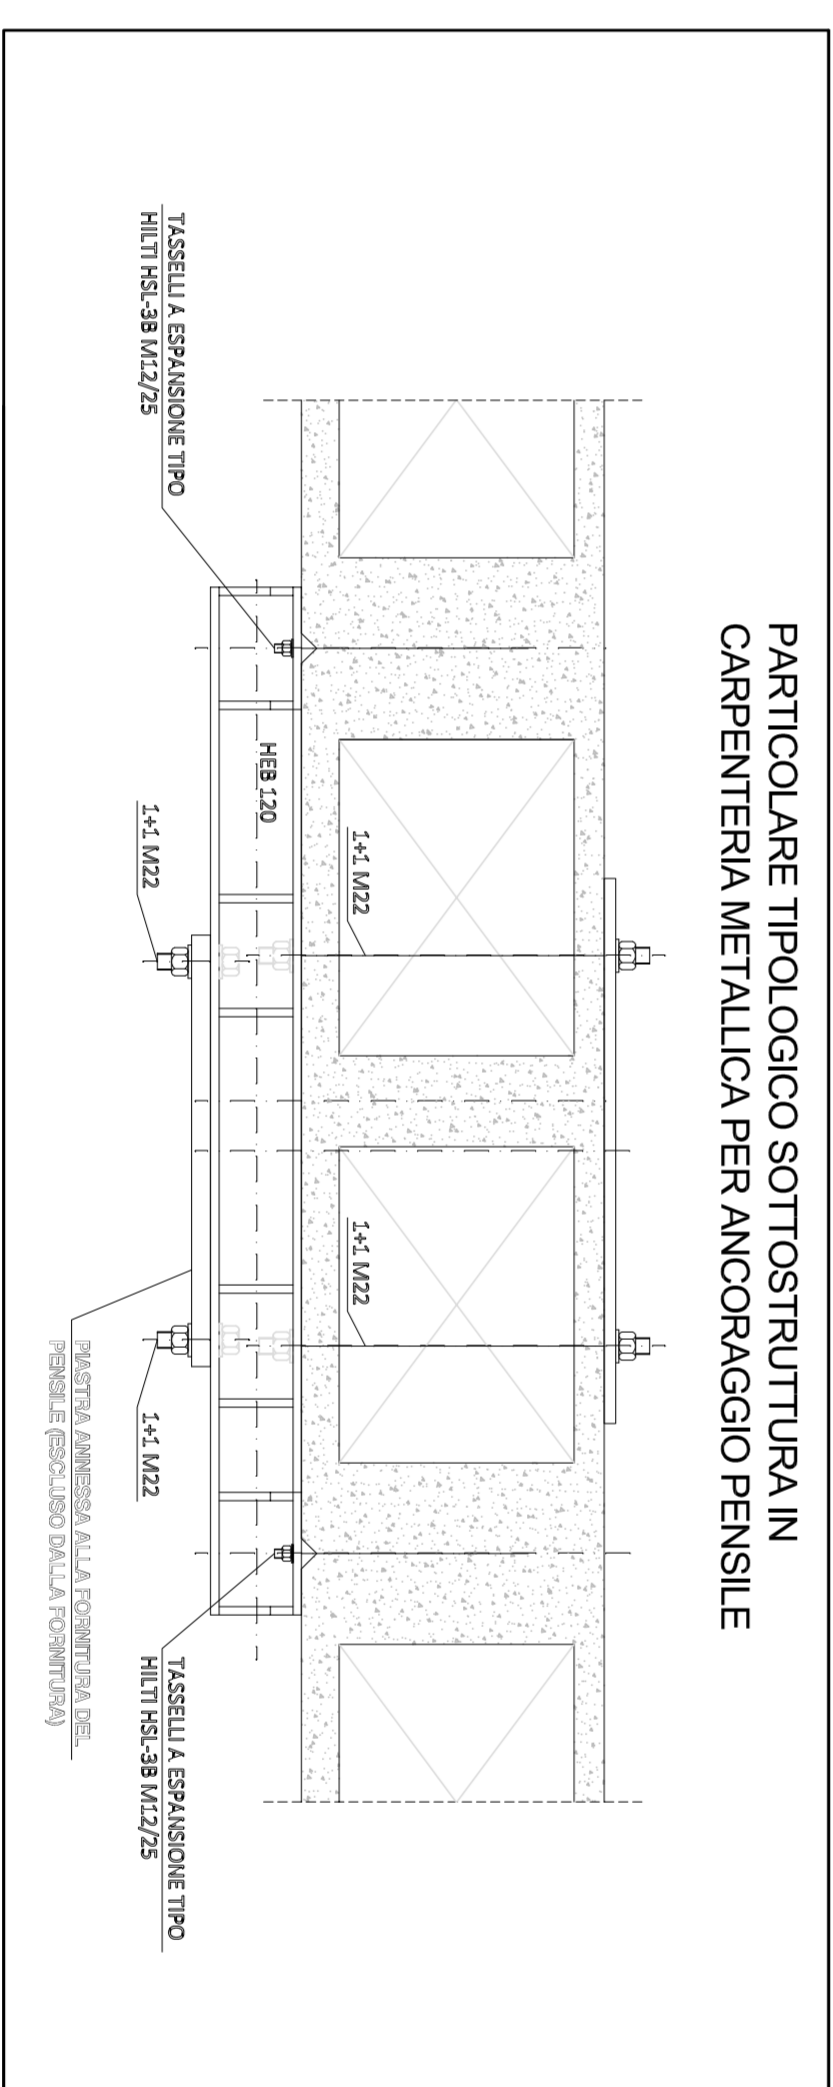 PARTICOLARE TIPOLOGICO SOTTOSTRUTTURA IN
CARPENTERIA METALLICA PER ANCORAGGIO PENSILE
1+1 M22
1+1 M22
HEB 120
TASSELLI A ESPANSIONE TIPO
HILTI HSL-3B M12/25
1+1 M22
1+1 M22
TASSELLI A ESPANSIONE TIPO
HILTI HSL-3B M12/25
PIASTRA ANNESSA ALLA FORNITURA DEL
PENSILE (ESCLUSO DALLA FORNITURA)